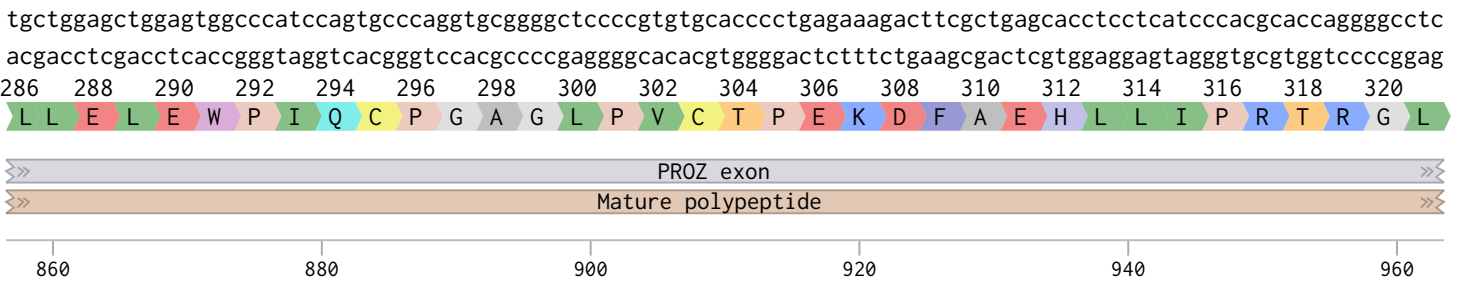 tgctggagctggagtggcccatccagtgcccaggtgcggggctccccgtgtgcacccctgagaaagacttcgctgagcacctcctcatcccacgcaccaggggcctc
acgacctcgacctcaccgggtaggtcacgggtccacgccccgaggggcacacgtggggactctttctgaagcgactcgtggaggagtagggtgcgtggtccccggag
286 288 290 292 294 296 298 300 302 304 306 308 310 312 314 316 318 320
L L E L E W P I Q C P G A G L P V C T P E K D F A E H L L I P R T R G L
PROZ exon
Mature polypeptide
860 880 900 920 940 960